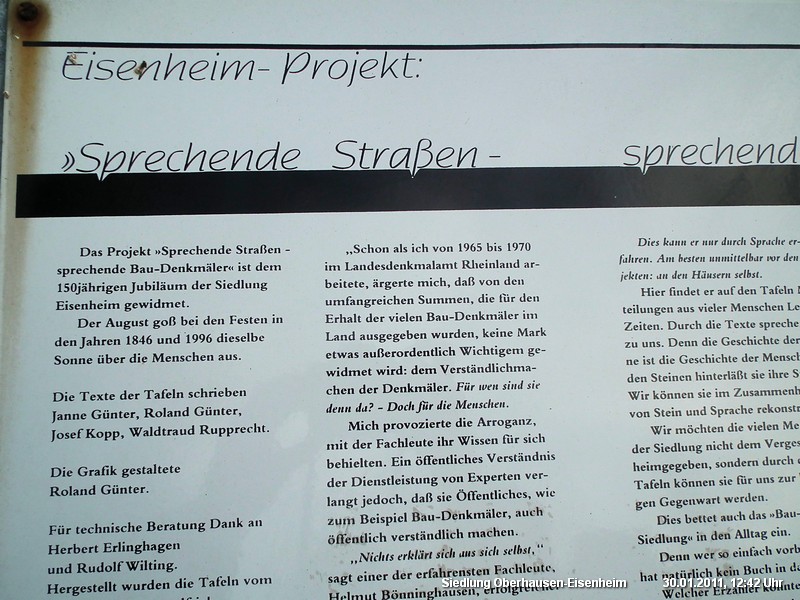 Eisenheim- Projekt:
»Sprechende Straßen - sprechend
Das Projekt »Sprechende Straßen -
sprechende Bau-Denkmäler« ist dem
150jährigen Jubiläum der Siedlung
Eisenheim gewidmet.
Der August goß bei den Festen in
den Jahren 1846 und 1996 dieselbe
Sonne über die Menschen aus.
Die Texte der Tafeln schrieben
Janne Günter, Roland Günter,
Josef Kopp, Waldtraud Rupprecht.
Die Grafik gestaltete
Roland Günter.
Für technische Beratung Dank an
Herbert Erlinghagen
und Rudolf Wilting.
Hergestellt wurden die Tafeln vom
„Schon als ich von 1965 bis 1970
im Landesdenkmalamt Rheinland ar-
beitete, ärgerte mich, daß von den
umfangreichen Summen, die für den
Erhalt der vielen Bau-Denkmäler im
Land ausgegeben wurden, keine Mark
etwas außerordentlich Wichtigem ge-
widmet wird: dem Verständlichma-
chen der Denkmäler. Für wen sind sie
denn da? – Doch für die Menschen.
Mich provozierte die Arroganz,
mit der Fachleute ihr Wissen für sich
behielten. Ein öffentliches Verständnis
der Dienstleistung von Experten ver-
langt jedoch, daß sie Öffentliches, wie
zum Beispiel Bau-Denkmäler, auch
öffentlich verständlich machen.
„Nichts erklärt sich aus sich selbst,“
sagt einer der erfahrensten Fachleute,
Helmut Bönninghausen, erfolgreicher
Dies kann er nur durch Sprache er-
fahren. Am besten unmittelbar vor den
jekten: an den Häusern selbst.
Hier findet er auf den Tafeln
teilungen aus vieler Menschen Le
Zeiten. Durch die Texte spreche
zu uns. Denn die Geschichte der
ne ist die Geschichte der Mensch
den Steinen hinterläßt sie ihre S
Wir können sie im Zusammenh
von Stein und Sprache rekonstr
Wir möchten die vielen Me
der Siedlung nicht dem Verges
heimgegeben, sondern durch
Tafeln können sie für uns zur
gen Gegenwart werden.
Dies bettet auch das »Bau-
Siedlung« in den Alltag ein.
Denn wer so einfach vorb
hat natürlich kein Buch in d
Welcher Erzähler könnte
Siedlung Oberhausen-Eisenheim 30.01.2011, 12:42 Uhr